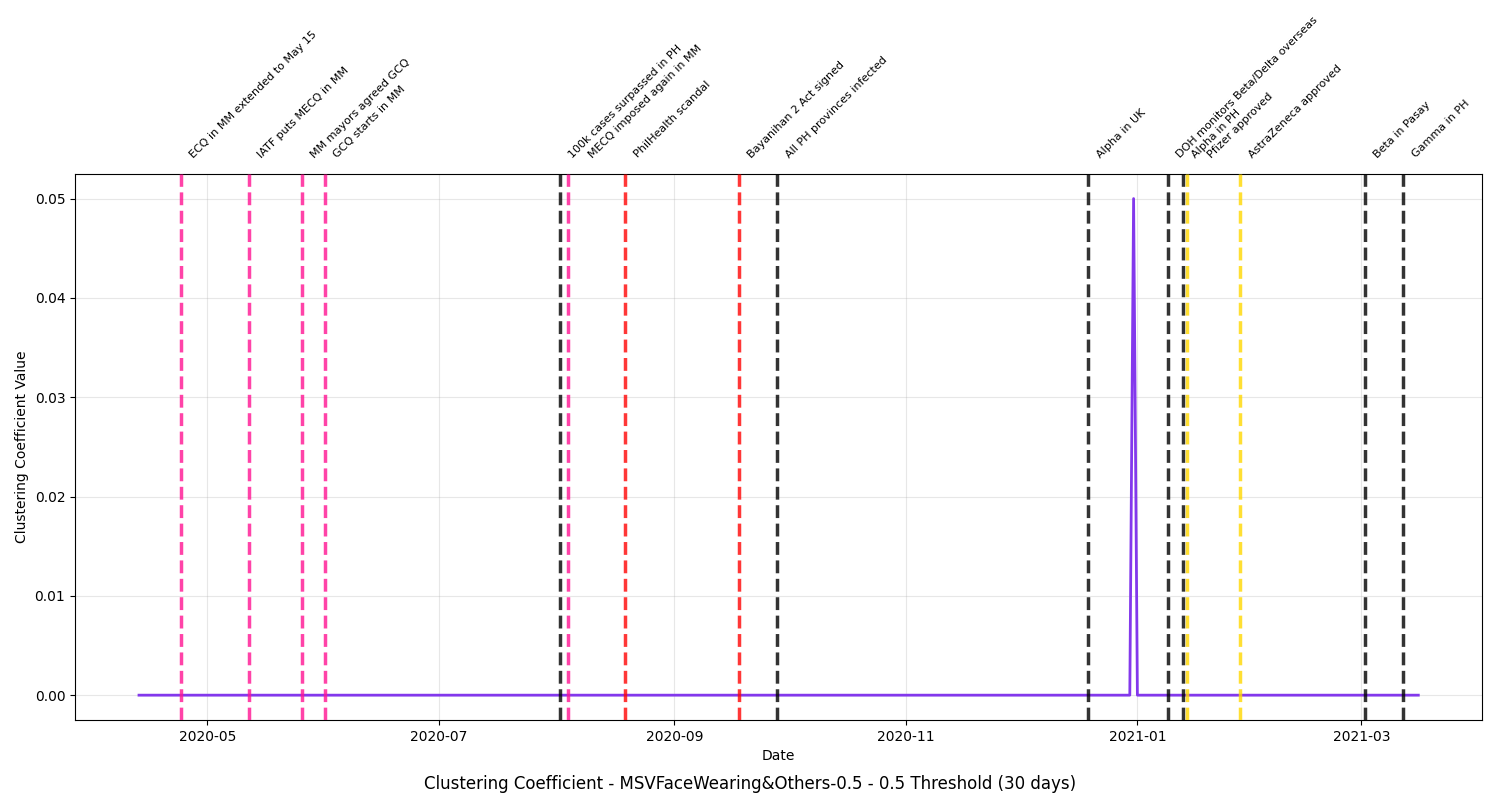 ECQ in MM extended to May 15
IATF puts MECQ in MM
MM mayors agreed GCQ
GCQ starts in MM
100k cases surpassed in PH
MECQ imposed again in MM
PhilHealth scandal
Bayanihan 2 Act signed
All PH provinces infected
Alpha in UK
DOH monitors Beta/Delta overseas
Alpha in PH
Pfizer approved
AstraZeneca approved
Beta in Pasay
Gamma in PH
Clustering Coefficient Value
0.05
0.04
0.03
0.02
0.01
0.00
2020-05
2020-07
2020-09
2020-11
2021-01
2021-03
Date
Clustering Coefficient - MSVFaceWearing&Others-0.5 - 0.5 Threshold (30 days)